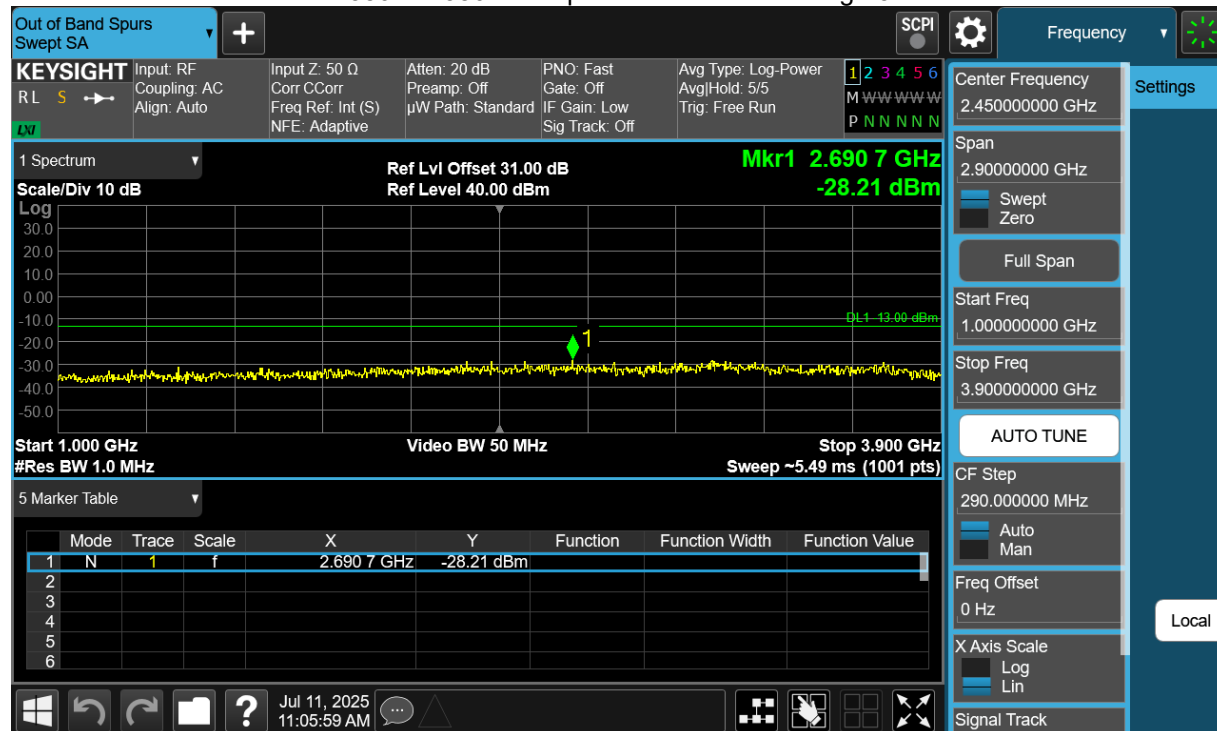 Out of Band Spurs
Swept SA
SCPI
Frequency
KEYSIGHT
RL S
LXI
Input: RF
Coupling: AC
Align: Auto
Input Z: 50 Ω
Corr CCorr
Freq Ref: Int (S)
NFE: Adaptive
Atten: 20 dB
Preamp: Off
µW Path: Standard
PNO: Fast
Gate: Off
IF Gain: Low
Sig Track: Off
Avg Type: Log-Power
Avg|Hold: 5/5
Trig: Free Run
1 2 3 4 5 6
M W W W W W W
P N N N N N
1 Spectrum
Scale/Div 10 dB
Ref Lvl Offset 31.00 dB
Ref Level 40.00 dBm
Mkr1 2.690 7 GHz
-28.21 dBm
Log
30.0
20.0
10.0
0.00
-10.0
-20.0
-30.0
-40.0
-50.0
DL1 -13.00 dBm
1
Start 1.000 GHz
#Res BW 1.0 MHz
Video BW 50 MHz
Stop 3.900 GHz
Sweep ~5.49 ms (1001 pts)
5 Marker Table
Mode Trace Scale X Y Function Function Width Function Value
1 N 1 f 2.690 7 GHz -28.21 dBm
2
3
4
5
6
Jul 11, 2025
11:05:59 AM
Center Frequency
2.450000000 GHz
Span
2.90000000 GHz
Swept
Zero
Full Span
Start Freq
1.000000000 GHz
Stop Freq
3.900000000 GHz
AUTO TUNE
CF Step
290.000000 MHz
Auto
Man
Freq Offset
0 Hz
X Axis Scale
Log
Lin
Signal Track
Settings
Local